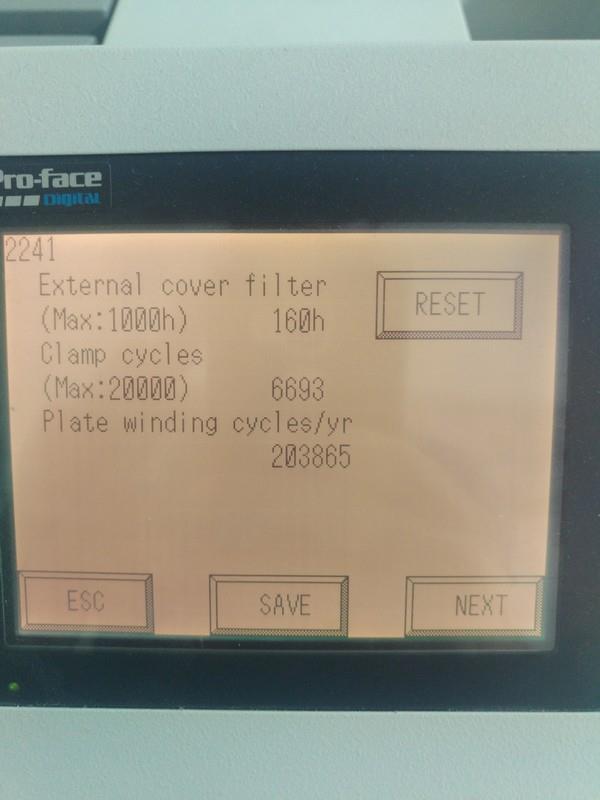 Pro-face
Digital
2241
External cover filter
(Max:1000h) 160h
RESET
Clamp cycles
(Max:20000) 6693
Plate winding cycles/yr
203865
ESC SAVE NEXT